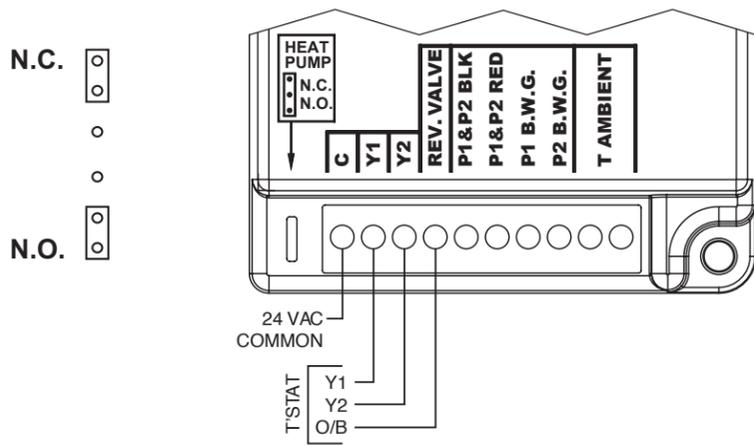 N.C.
N.O.
HEAT
PUMP
N.C.
N.O.
C
Y1
Y2
REV. VALVE
P1&P2 BLK
P1&P2 RED
P1 B.W.G.
P2 B.W.G.
T AMBIENT
24 VAC
COMMON
T'STAT
Y1
Y2
O/B